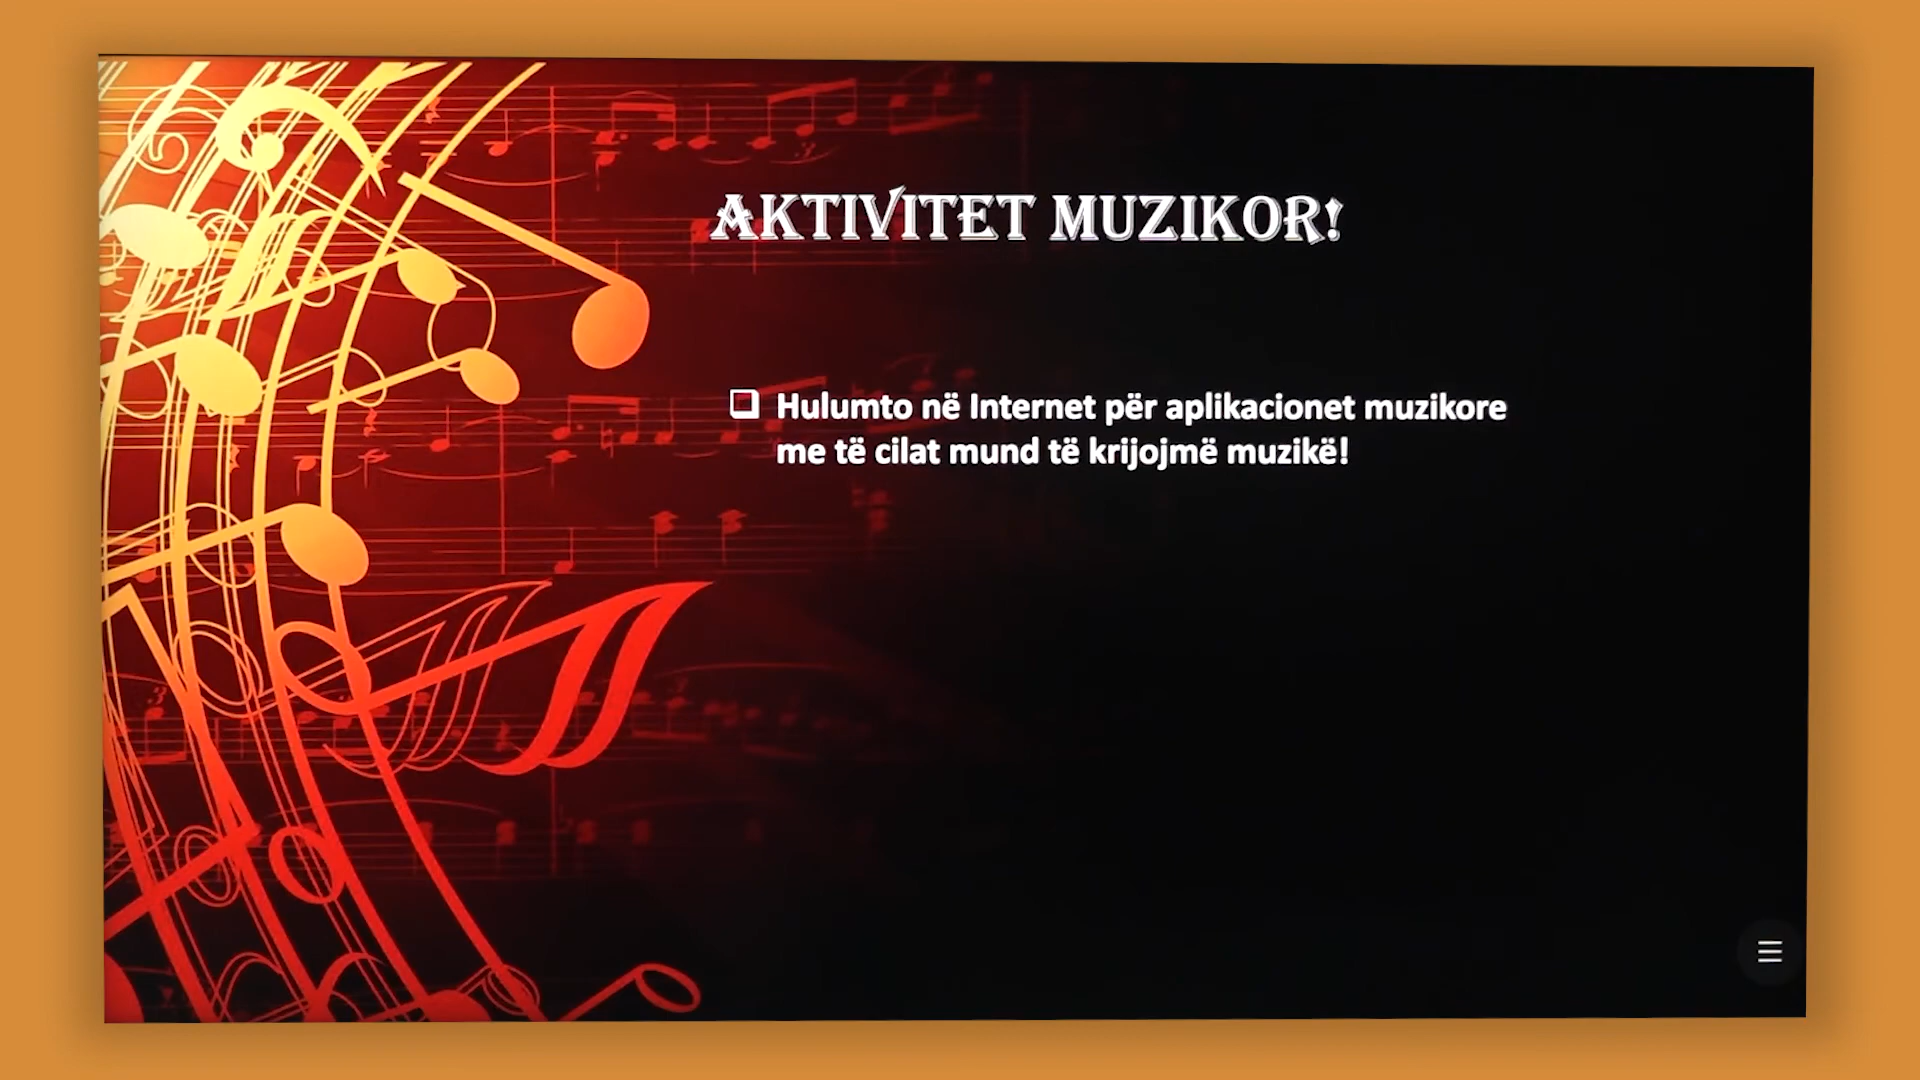 AKTIVITET MUZIKOR!
❑ Hulumto në Internet për aplikacionet muzikore
me të cilat mund të krijojmë muzikë!